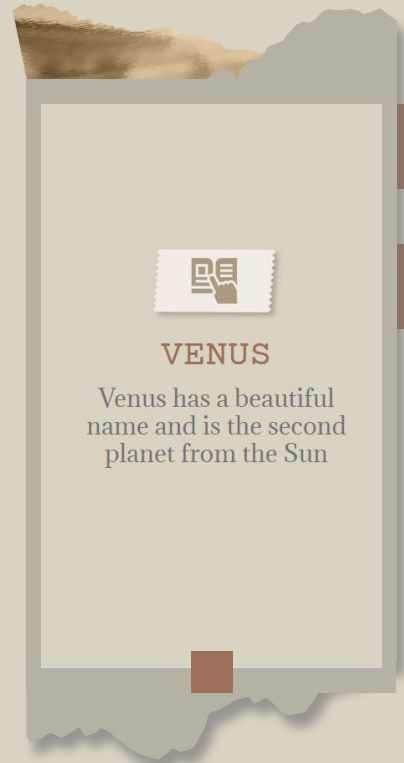 VENUS
Venus has a beautiful
name and is the second
planet from the Sun